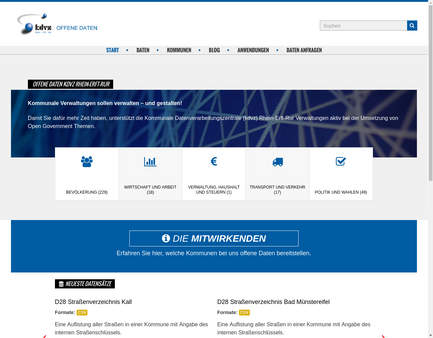 kdvz OFFENE DATEN
Suchen!
START • DATEN • KOMMUNEN • BLOG • ANWENDUNGEN • DATEN ANFRAGEN
OFFENE DATEN KDVZ RHEIN-ERFT-RUR
Kommunale Verwaltungen sollen verwalten – und gestalten!
Damit Sie dafür mehr Zeit haben, unterstützt die Kommunale Datenverarbeitungszentrale (kdvz) Rhein-Erft-Rur Verwaltungen aktiv bei der Umsetzung von
Open Government Themen.
BEVÖLKERUNG (229)
WIRTSCHAFT UND ARBEIT
(18)
VERWALTUNG, HAUSHALT
UND STEUERN (1)
TRANSPORT UND VERKEHR
(17)
POLITIK UND WAHLEN (49)
DIE MITWIRKENDEN
Erfahren Sie hier, welche Kommunen bei uns offene Daten bereitstellen.
NEUESTE DATENSÄTZE
D28 Straßenverzeichnis Kall
Formate: CSV
Eine Auflistung aller Straßen in einer Kommune mit Angabe des
internen Straßenschlüssels.
D28 Straßenverzeichnis Bad Münstereifel
Formate: CSV
Eine Auflistung aller Straßen in einer Kommune mit Angabe des
internen Straßenschlüssels.